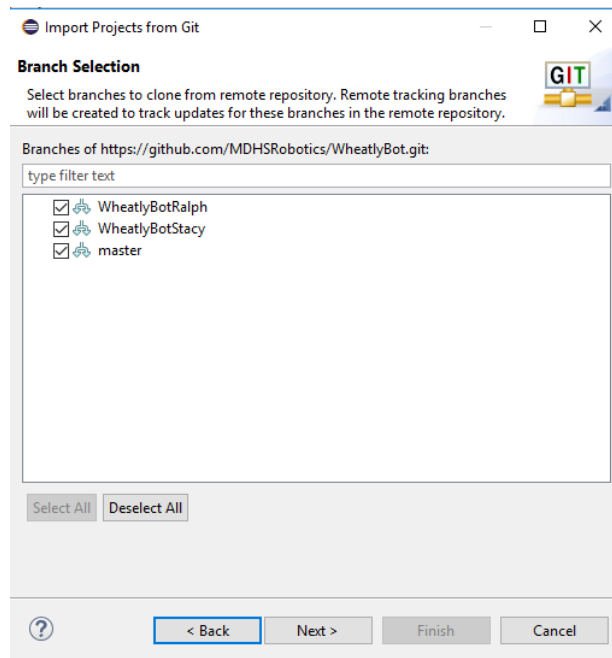 Import Projects from Git
Branch Selection
GIT
Select branches to clone from remote repository. Remote tracking branches
will be created to track updates for these branches in the remote repository.
Branches of https://github.com/MDHSRobotics/WheatlyBot.git:
type filter text
WheatlyBotRalph
WheatlyBotStacy
master
Select All Deselect All
? < Back Next > Finish Cancel